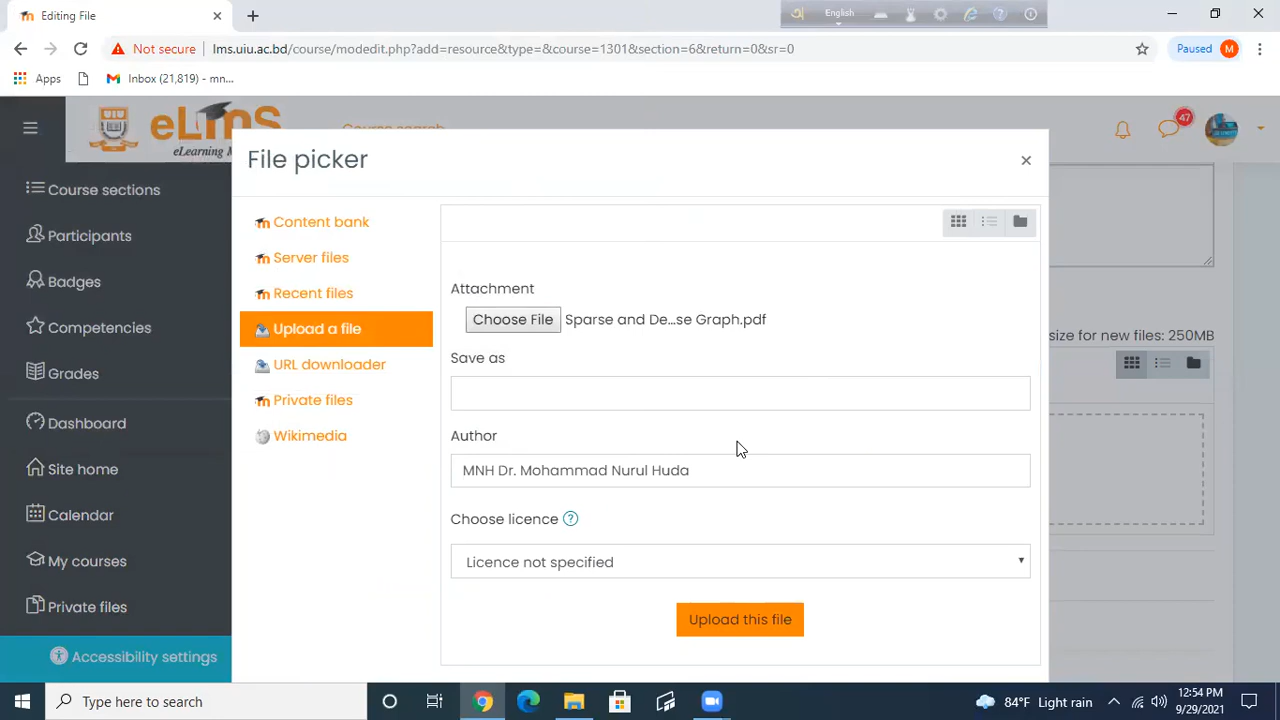 Editing File
English
Not secure
lms.uiu.ac.bd/course/modedit.php?add=resource&type=&course=1301&section=6&return=0&sr=0
Paused
M
Apps
Inbox (21,819) - mn...
eLmS
eLearning M
Course search
47
File picker
Course sections
Participants
Badges
Competencies
Grades
Dashboard
Site home
Calendar
My courses
Private files
Accessibility settings
Content bank
Server files
Recent files
Upload a file
URL downloader
Private files
Wikimedia
Attachment
Choose File
Sparse and De...se Graph.pdf
Save as
Author
MNH Dr. Mohammad Nurul Huda
Choose licence
Licence not specified
Upload this file
size for new files: 250MB
Type here to search
84°F Light rain
12:54 PM
9/29/2021